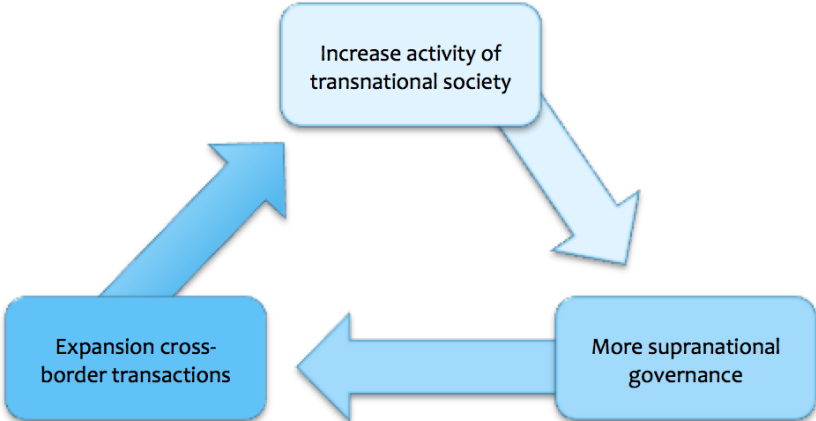 Increase activity of
transnational society
Expansion cross-
border transactions
More supranational
governance